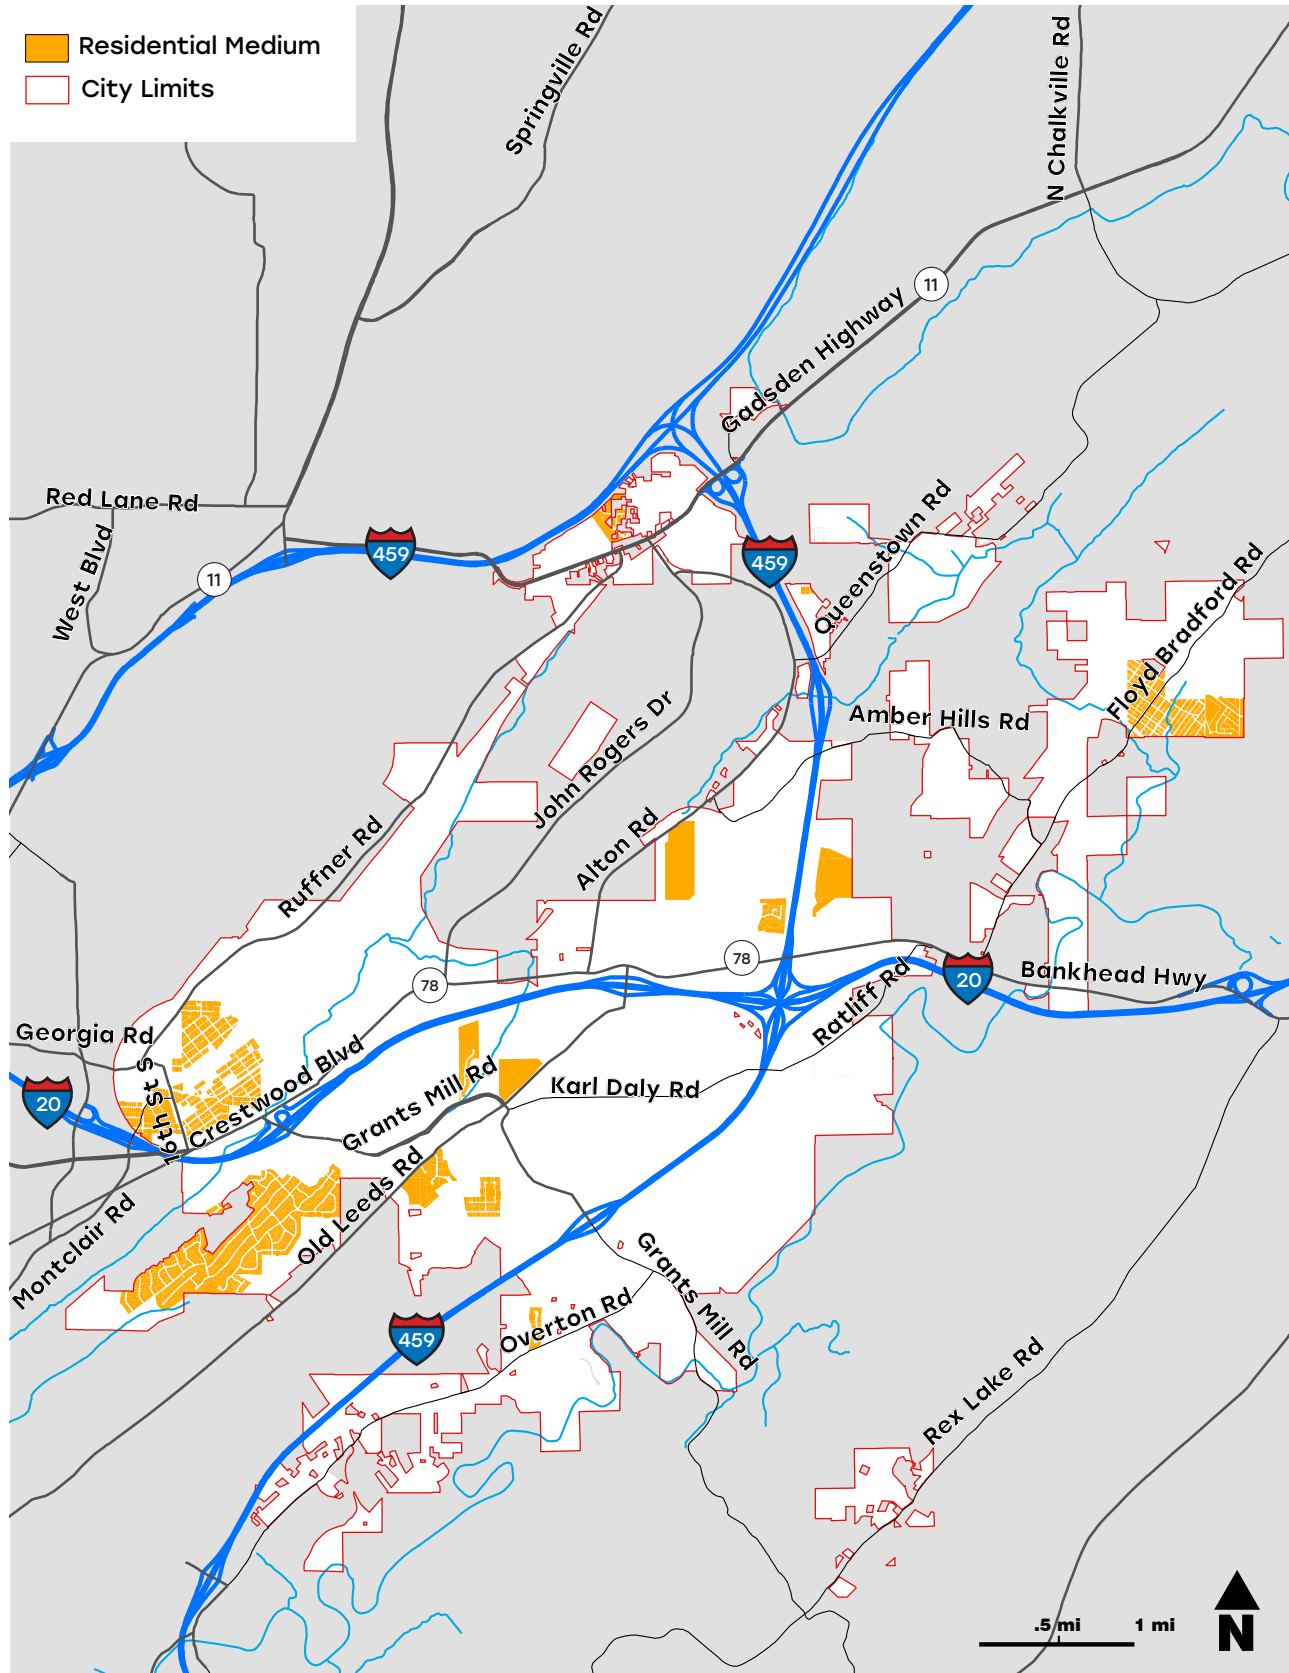 Residential Medium
City Limits
Springville Rd
N Chalkville Rd
11
Gadsden Highway
Red Lane Rd
West Blvd
459
11
459
Queenstown Rd
Floyd Bradford Rd
Amber Hills Rd
John Rogers Dr
Alton Rd
Ruffner Rd
78
78
20
Bankhead Hwy
Ratliff Rd
Georgia Rd
16th St S
Crestwood Blvd
20
Grants Mill Rd
Karl Daly Rd
Old Leeds Rd
Montclair Rd
Grants Mill Rd
Overton Rd
459
Rex Lake Rd
.5 mi
1 mi
N